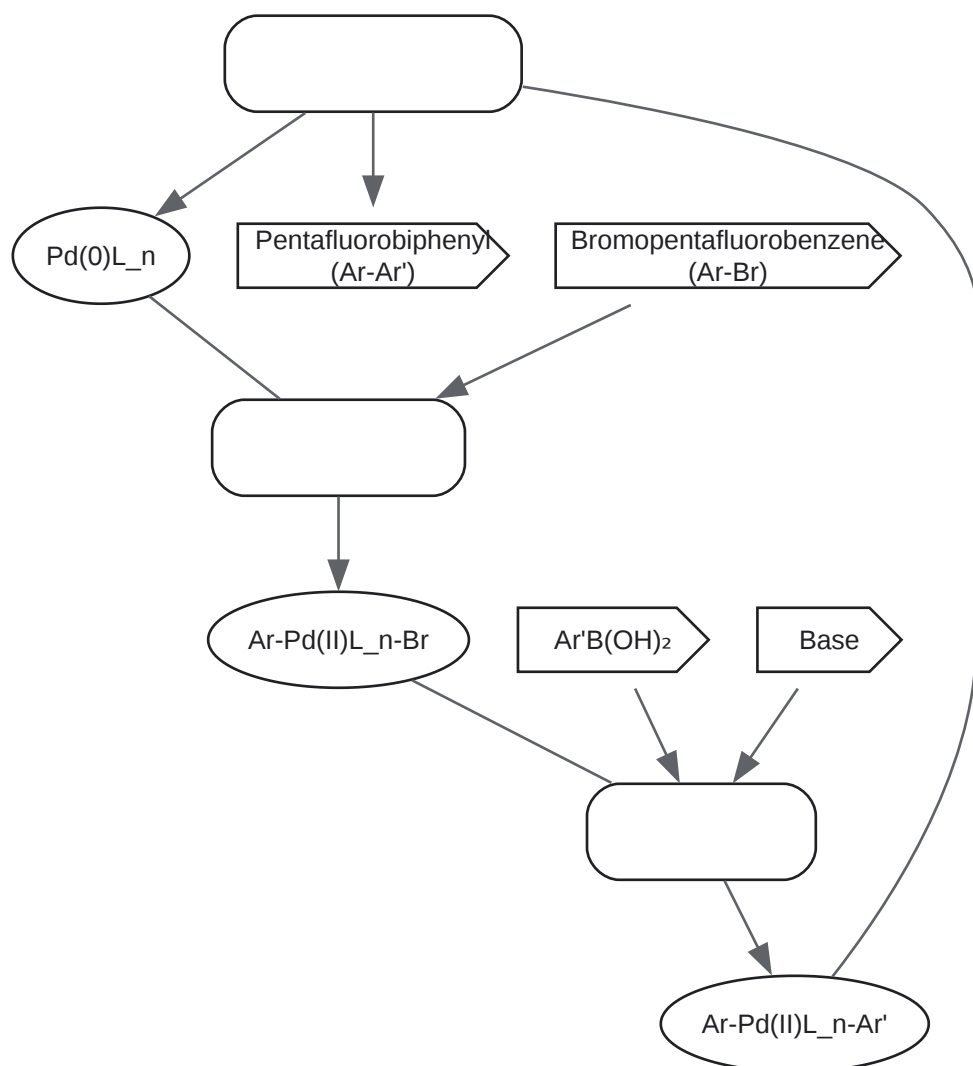 Pd(0)L_n
Pentafluorobiphenyl
(Ar-Ar')
Bromopentafluorobenzene
(Ar-Br)
Ar-Pd(II)L_n-Br
Ar'B(OH)₂
Base
Ar-Pd(II)L_n-Ar'